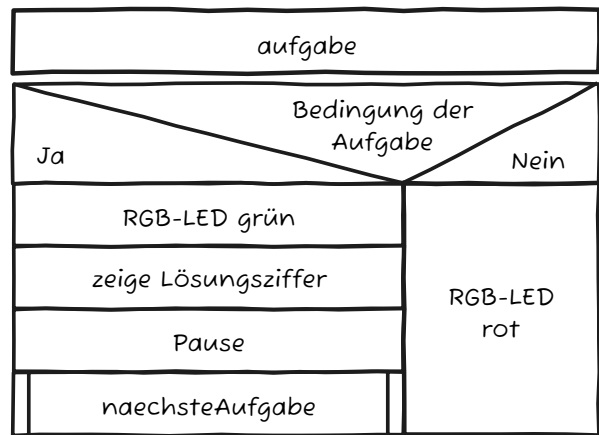 aufgabe
Bedingung der
Aufgabe
Ja
Nein
RGB-LED grün
zeige Lösungsziffer
Pause
naechsteAufgabe
RGB-LED
rot